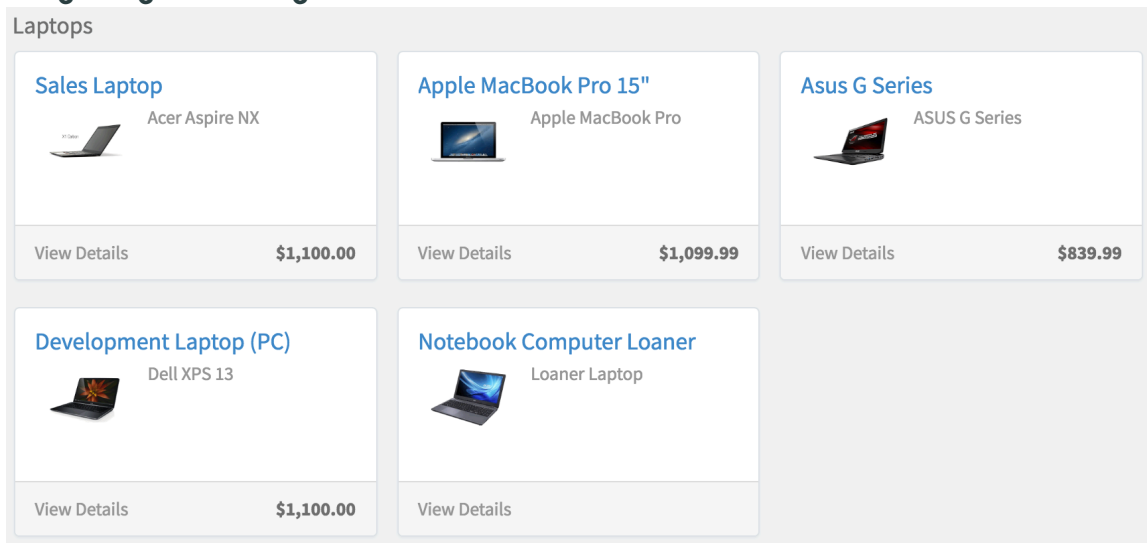 Laptops
Sales Laptop
Acer Aspire NX
View Details $1,100.00
Apple MacBook Pro 15"
Apple MacBook Pro
View Details $1,099.99
Asus G Series
ASUS G Series
View Details $839.99
Development Laptop (PC)
Dell XPS 13
View Details $1,100.00
Notebook Computer Loaner
Loaner Laptop
View Details